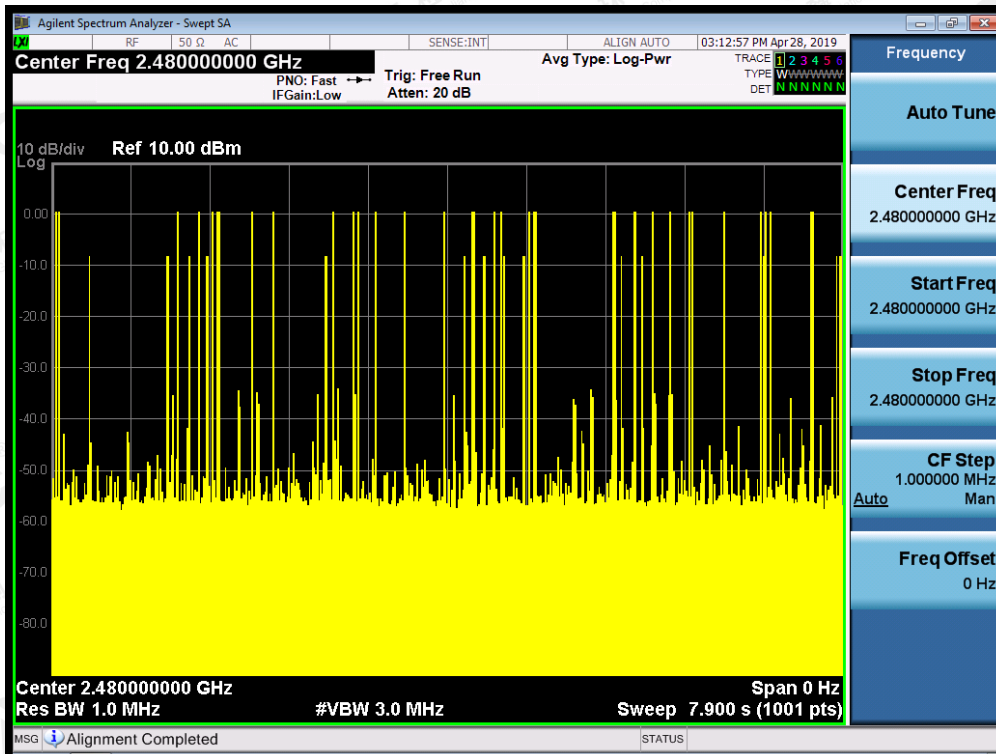 Agilent Spectrum Analyzer - Swept SA
LXI RF 50 Ω AC SENSE:INT ALIGN AUTO 03:12:57 PM Apr 28, 2019
Center Freq 2.480000000 GHz
PNO: Fast
IFGain:Low
Trig: Free Run
Atten: 20 dB
Avg Type: Log-Pwr
TRACE 1 2 3 4 5 6
TYPE WWWWWWW
DET N N N N N N
10 dB/div
Log
Ref 10.00 dBm
0.00
-10.0
-20.0
-30.0
-40.0
-50.0
-60.0
-70.0
-80.0
Center 2.480000000 GHz
Span 0 Hz
Res BW 1.0 MHz
#VBW 3.0 MHz
Sweep 7.900 s (1001 pts)
MSG Alignment Completed
STATUS
Frequency
Auto Tune
Center Freq
2.480000000 GHz
Start Freq
2.480000000 GHz
Stop Freq
2.480000000 GHz
CF Step
1.000000 MHz
Auto Man
Freq Offset
0 Hz